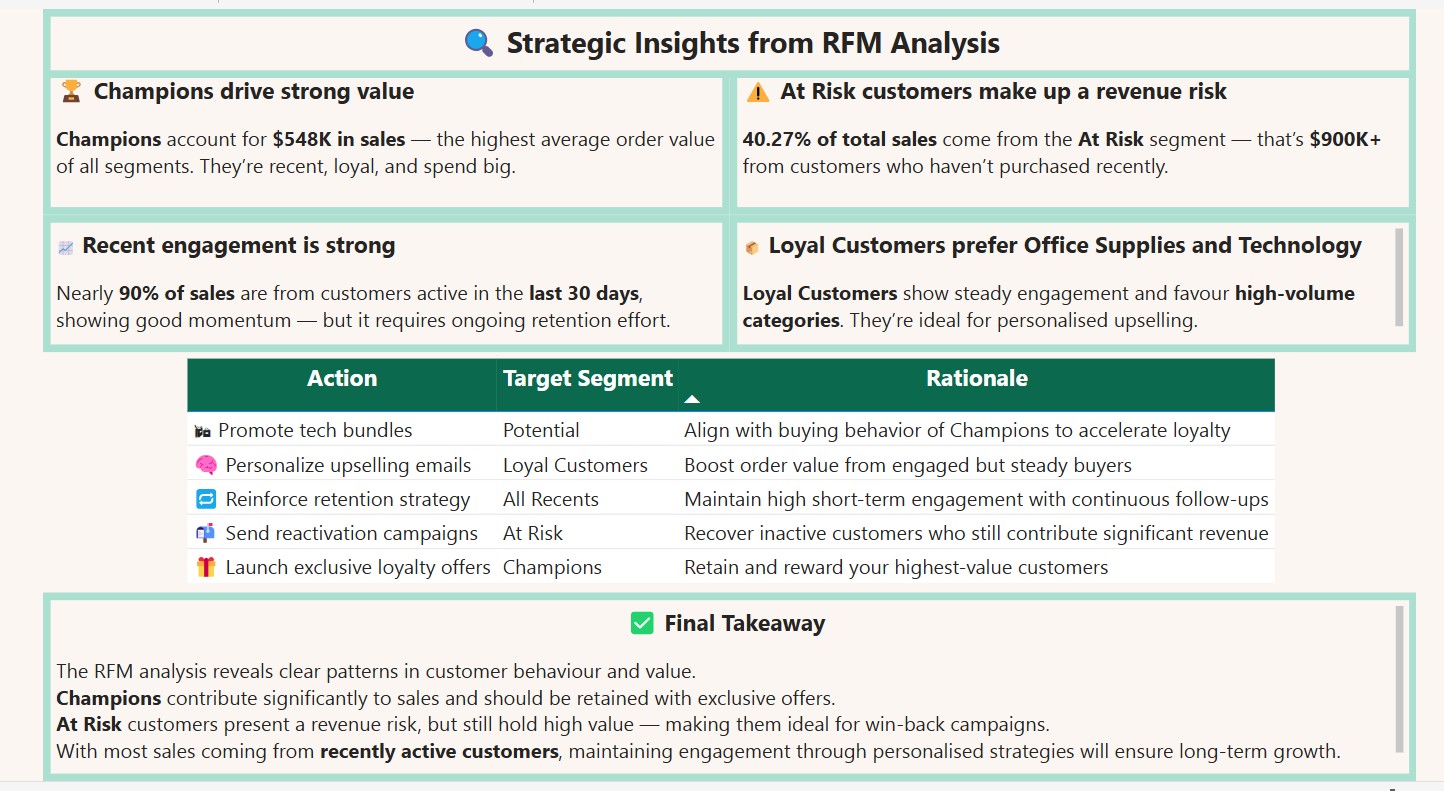 Strategic Insights from RFM Analysis
Champions drive strong value
Champions account for $548K in sales — the highest average order value
of all segments. They're recent, loyal, and spend big.
At Risk customers make up a revenue risk
40.27% of total sales come from the At Risk segment — that's $900K+
from customers who haven't purchased recently.
Recent engagement is strong
Nearly 90% of sales are from customers active in the last 30 days,
showing good momentum — but it requires ongoing retention effort.
Loyal Customers prefer Office Supplies and Technology
Loyal Customers show steady engagement and favour high-volume
categories. They're ideal for personalised upselling.
Action Target Segment Rationale
Promote tech bundles Potential Align with buying behavior of Champions to accelerate loyalty
Personalize upselling emails Loyal Customers Boost order value from engaged but steady buyers
Reinforce retention strategy All Recents Maintain high short-term engagement with continuous follow-ups
Send reactivation campaigns At Risk Recover inactive customers who still contribute significant revenue
Launch exclusive loyalty offers Champions Retain and reward your highest-value customers
Final Takeaway
The RFM analysis reveals clear patterns in customer behaviour and value.
Champions contribute significantly to sales and should be retained with exclusive offers.
At Risk customers present a revenue risk, but still hold high value — making them ideal for win-back campaigns.
With most sales coming from recently active customers, maintaining engagement through personalised strategies will ensure long-term growth.